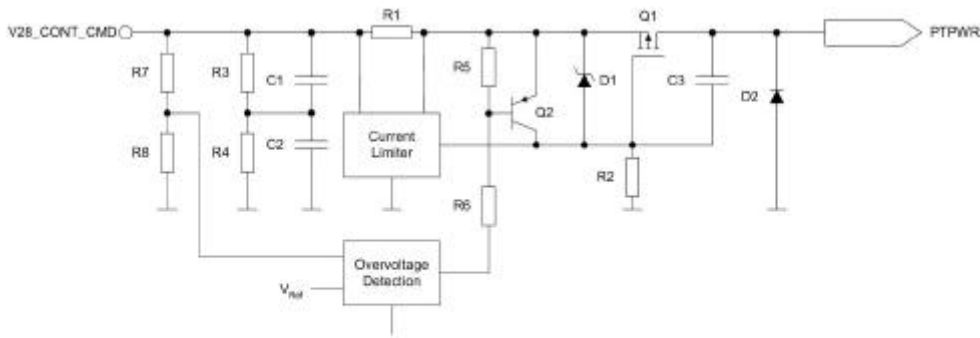 R1
Q1
V28_CONT_CMD
PTPWR
R7
R3
C1
R5
D1
C3
D2
Q2
R8
R4
C2
Current
Limiter
R2
R6
Overvoltage
Detection
VRef